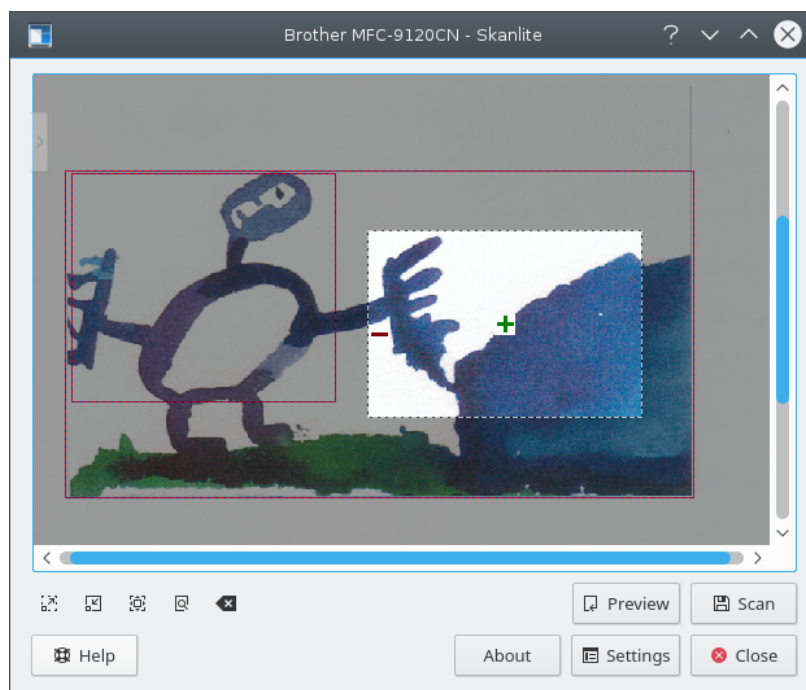 Brother MFC-9120CN - Skanlite
Preview
Scan
Help
About
Settings
Close